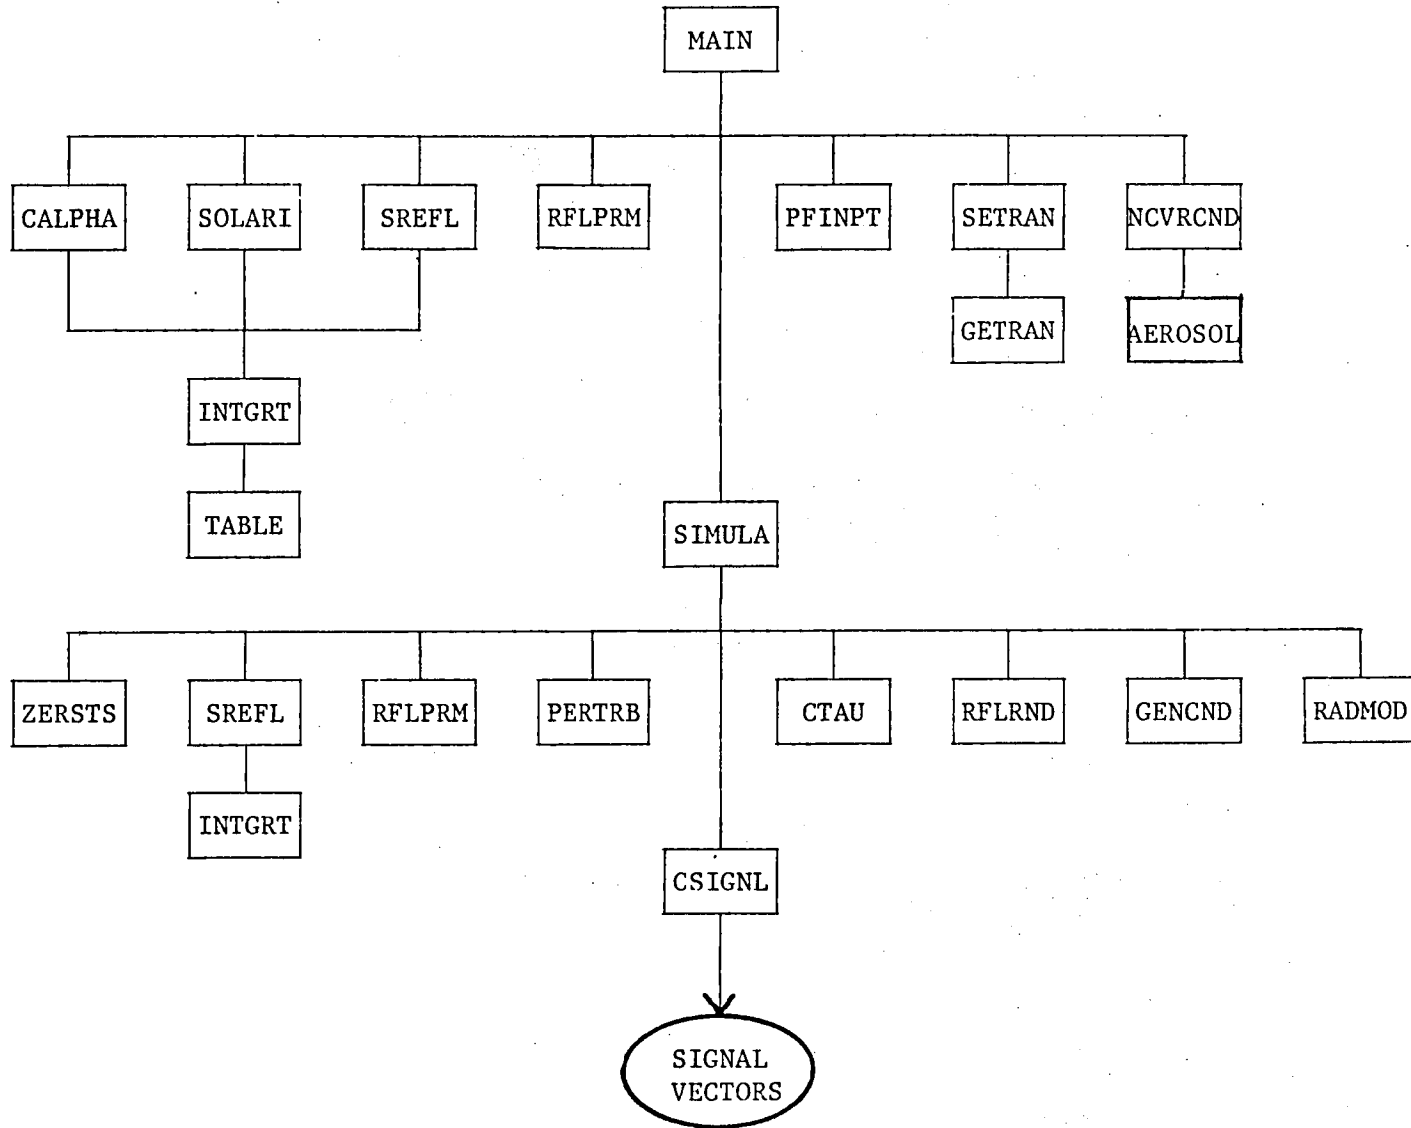 MAIN
CALPHA
SOLARI
SREFL
RFLPRM
PFINPT
SETRAN
NCVRCND
GETRAN
AEROSOL
INTGRT
TABLE
SIMULA
ZERSTS
SREFL
RFLPRM
PERTRB
CTAU
RFLRND
GENCND
RADMOD
INTGRT
CSIGNL
SIGNAL
VECTORS